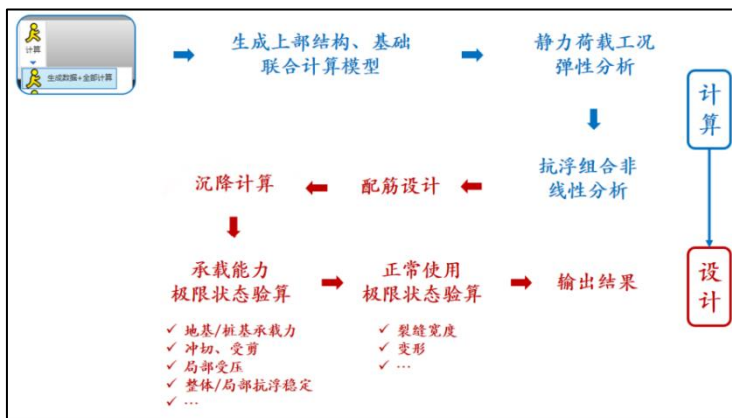 计算
生成数据+全部计算
生成上部结构、基础
联合计算模型
静力荷载工况
弹性分析
计算
抗浮组合非
线性分析
配筋设计
沉降计算
承载能力
极限状态验算
正常使用
极限状态验算
输出结果
设计
✓ 地基/桩基承载力
✓ 冲切、受剪
✓ 局部受压
✓ 整体/局部抗浮稳定
✓ …
✓ 裂缝宽度
✓ 变形
✓ …